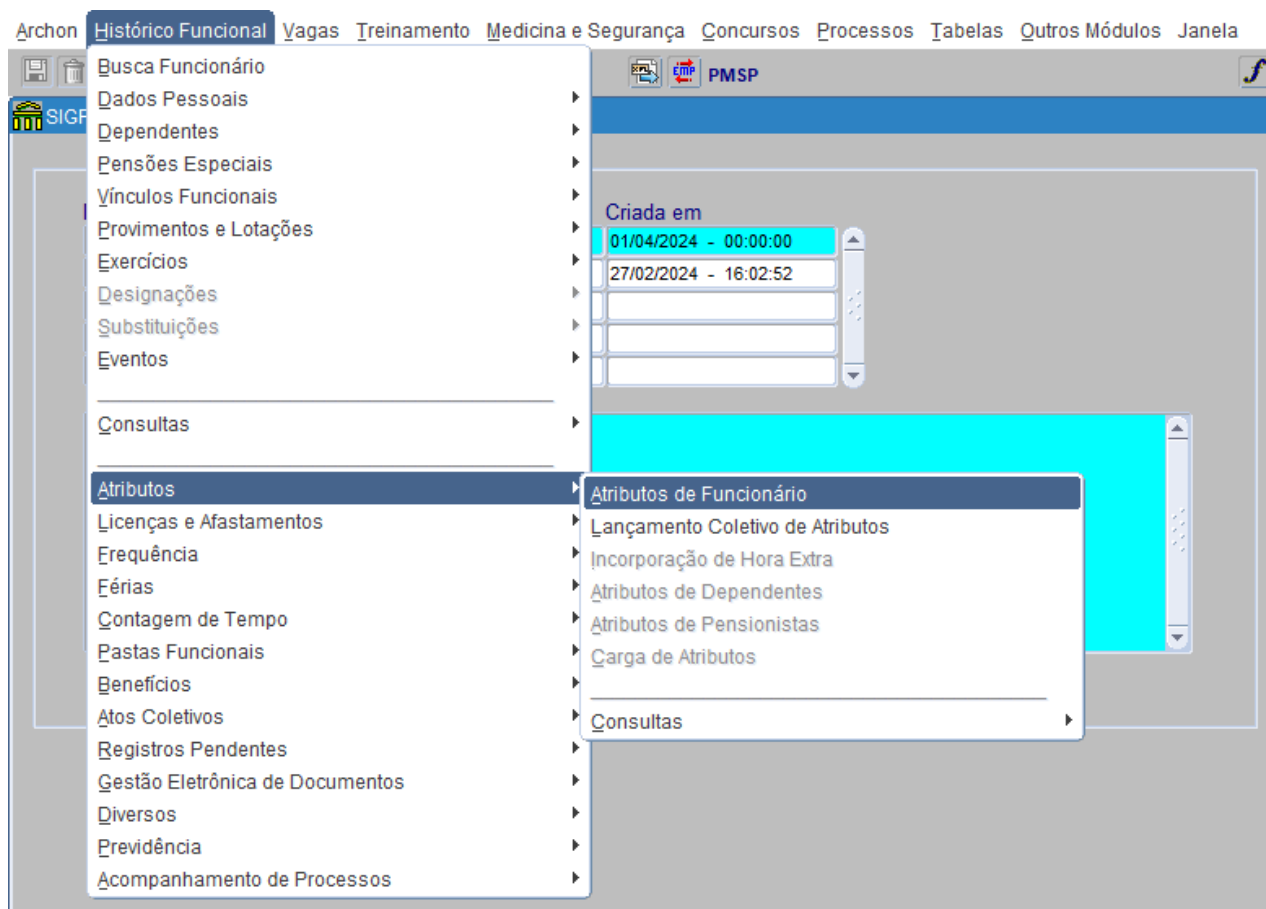 Archon Histórico Funcional Vagas Treinamento Medicina e Segurança Concursos Processos Tabelas Outros Módulos Janela
PMSP
Busca Funcionário
Dados Pessoais
Dependentes
Pensões Especiais
Vínculos Funcionais
Provimentos e Lotações
Exercícios
Designações
Substituições
Eventos
Consultas
Atributos
Licenças e Afastamentos
Frequência
Férias
Contagem de Tempo
Pastas Funcionais
Benefícios
Atos Coletivos
Registros Pendentes
Gestão Eletrônica de Documentos
Diversos
Previdência
Acompanhamento de Processos
Criada em
01/04/2024 - 00:00:00
27/02/2024 - 16:02:52
Atributos de Funcionário
Lançamento Coletivo de Atributos
Incorporação de Hora Extra
Atributos de Dependentes
Atributos de Pensionistas
Carga de Atributos
Consultas